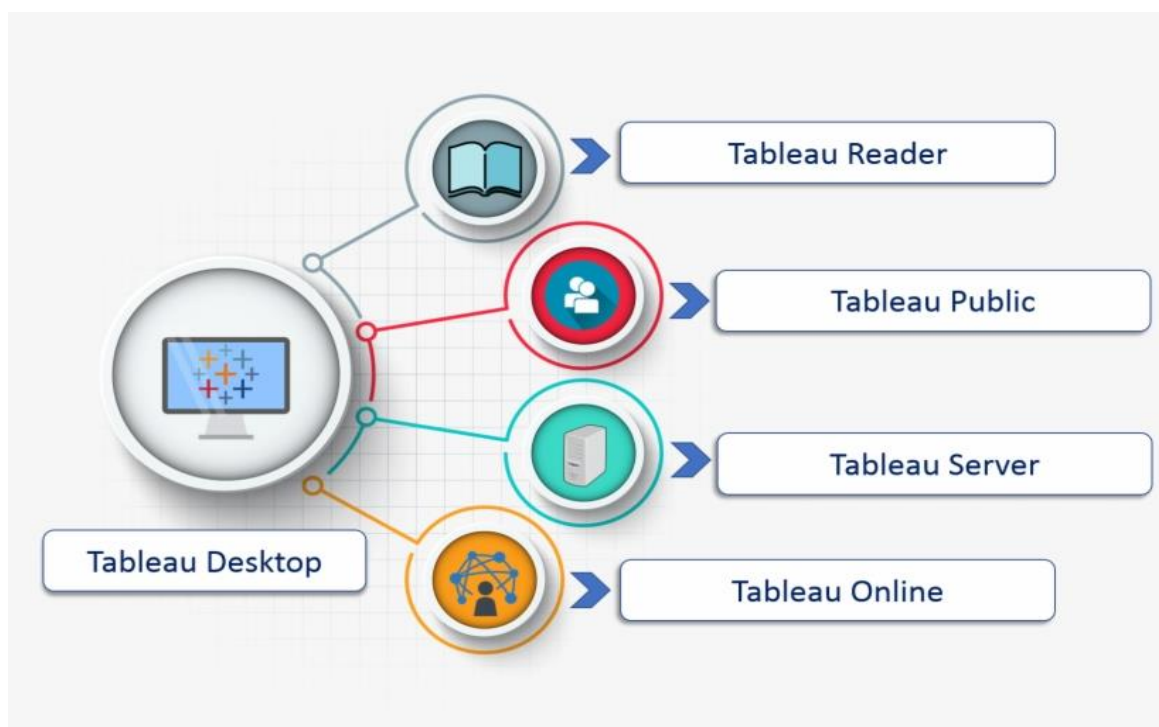 Tableau Reader
Tableau Public
Tableau Server
Tableau Desktop
Tableau Online